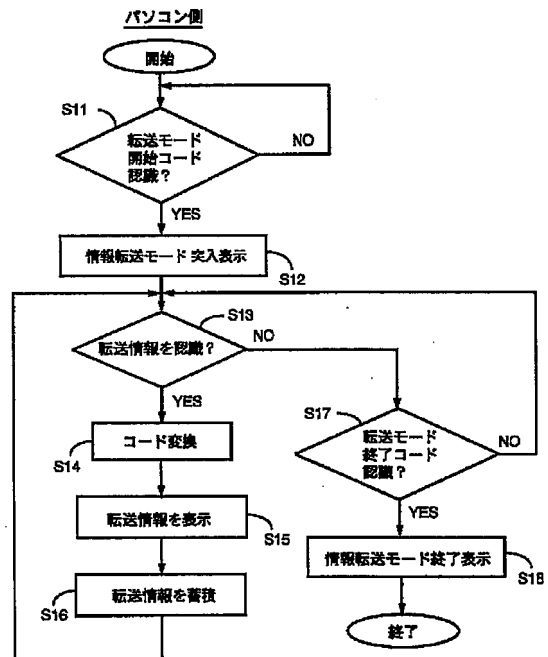 パソコン側
開始
S11
転送モード
開始コード
認識？
NO
YES
情報転送モード 突入表示
S12
S13
転送情報を認識？
NO
YES
S17
転送モード
終了コード
認識？
NO
YES
コード変換
S14
転送情報を表示
S15
情報転送モード終了表示
S18
転送情報を蓄積
S16
終了